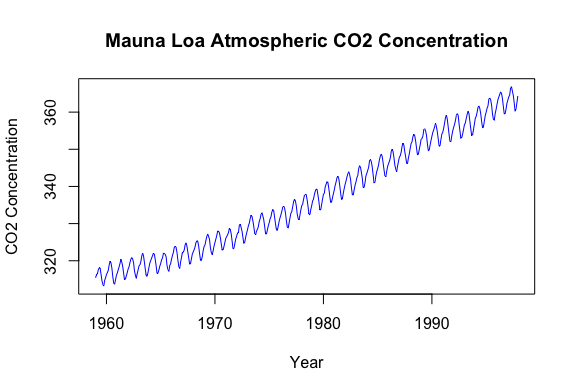 Mauna Loa Atmospheric CO2 Concentration
CO2 Concentration
360
340
320
1960 1970 1980 1990
Year